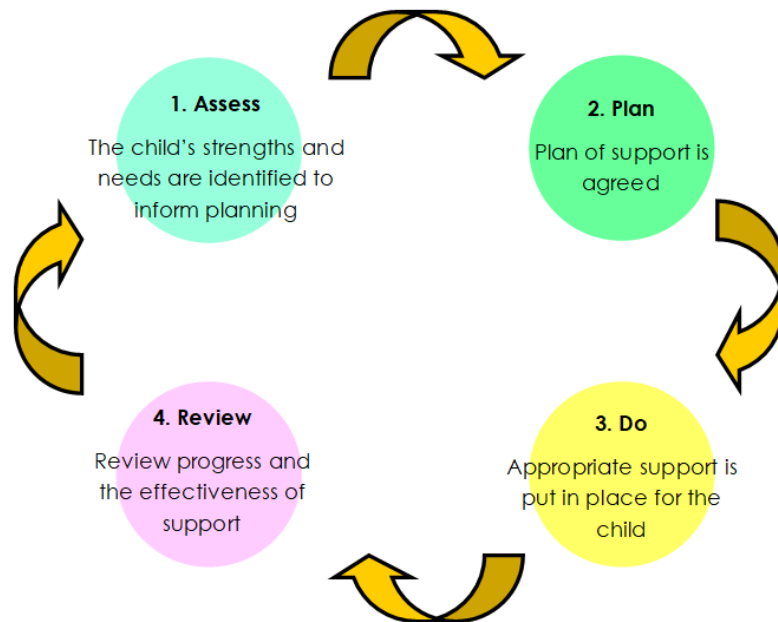 1. Assess
The child’s strengths and
needs are identified to
inform planning
2. Plan
Plan of support is
agreed
3. Do
Appropriate support is
put in place for the
child
4. Review
Review progress and
the effectiveness of
support